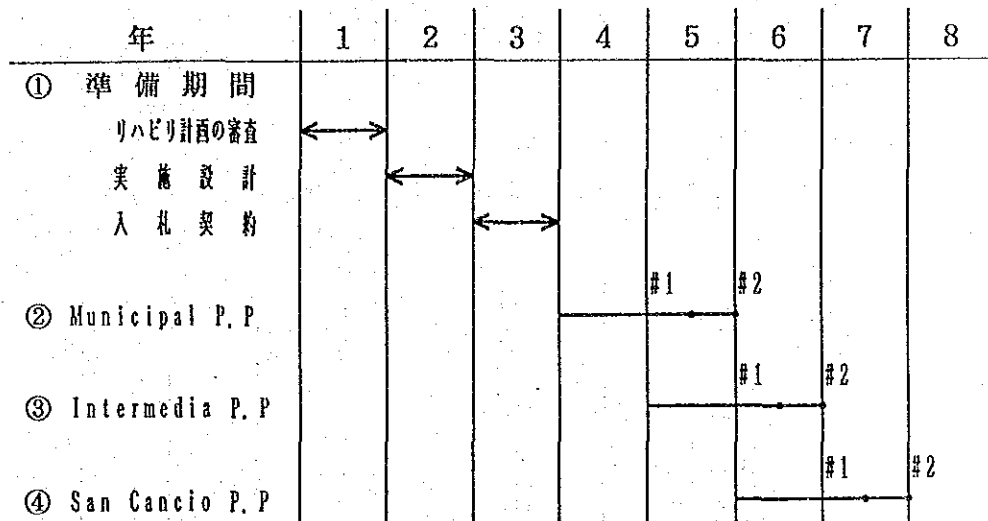 年 1 2 3 4 5 6 7 8
① 準備期間
リハビリ計画の審査
実施設計
入札契約
#1 #2
② Municipal P.P
#1 #2
③ Intermedia P.P
#1 #2
④ San Cancio P.P